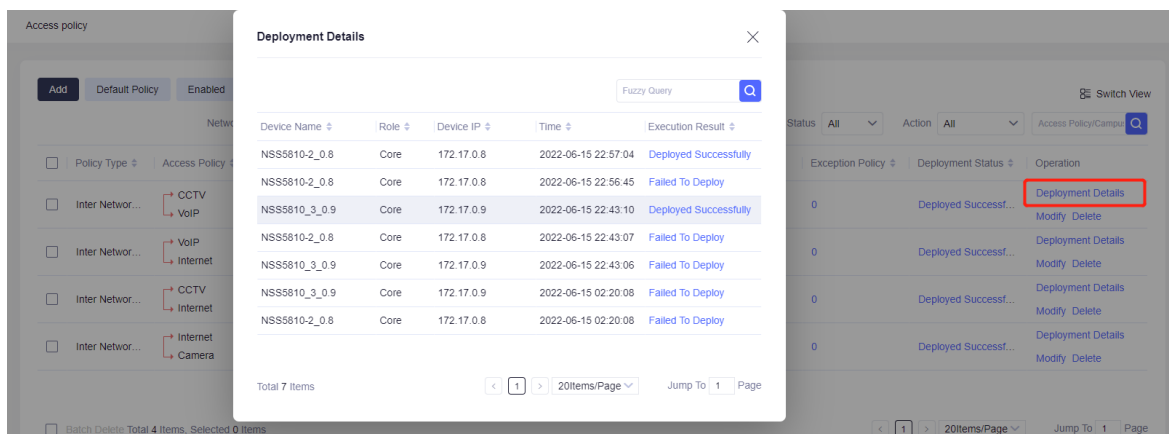 Access policy
Deployment Details
Add Default Policy Enabled
Fuzzy Query
Switch View
Status All Action All Access Policy/Campu
Device Name Role Device IP Time Execution Result
Policy Type Access Policy Exception Policy Deployment Status Operation
NSS5810-2_0.8 Core 172.17.0.8 2022-06-15 22:57:04 Deployed Successfully
NSS5810-2_0.8 Core 172.17.0.8 2022-06-15 22:56:45 Failed To Deploy
NSS5810_3_0.9 Core 172.17.0.9 2022-06-15 22:43:10 Deployed Successfully
NSS5810-2_0.8 Core 172.17.0.8 2022-06-15 22:43:07 Failed To Deploy
NSS5810_3_0.9 Core 172.17.0.9 2022-06-15 22:43:06 Failed To Deploy
NSS5810_3_0.9 Core 172.17.0.9 2022-06-15 02:20:08 Failed To Deploy
NSS5810-2_0.8 Core 172.17.0.8 2022-06-15 02:20:08 Failed To Deploy
Total 7 Items 1 20Items/Page Jump To 1 Page
Inter Networ... CCTV VoIP 0 Deployed Successf... Deployment Details
Modify Delete
Inter Networ... VoIP Internet 0 Deployed Successf... Deployment Details
Modify Delete
Inter Networ... CCTV Internet 0 Deployed Successf... Deployment Details
Modify Delete
Inter Networ... Internet Camera 0 Deployed Successf... Deployment Details
Modify Delete
Batch Delete Total 4 Items, Selected 0 Items 1 20Items/Page Jump To 1 Page